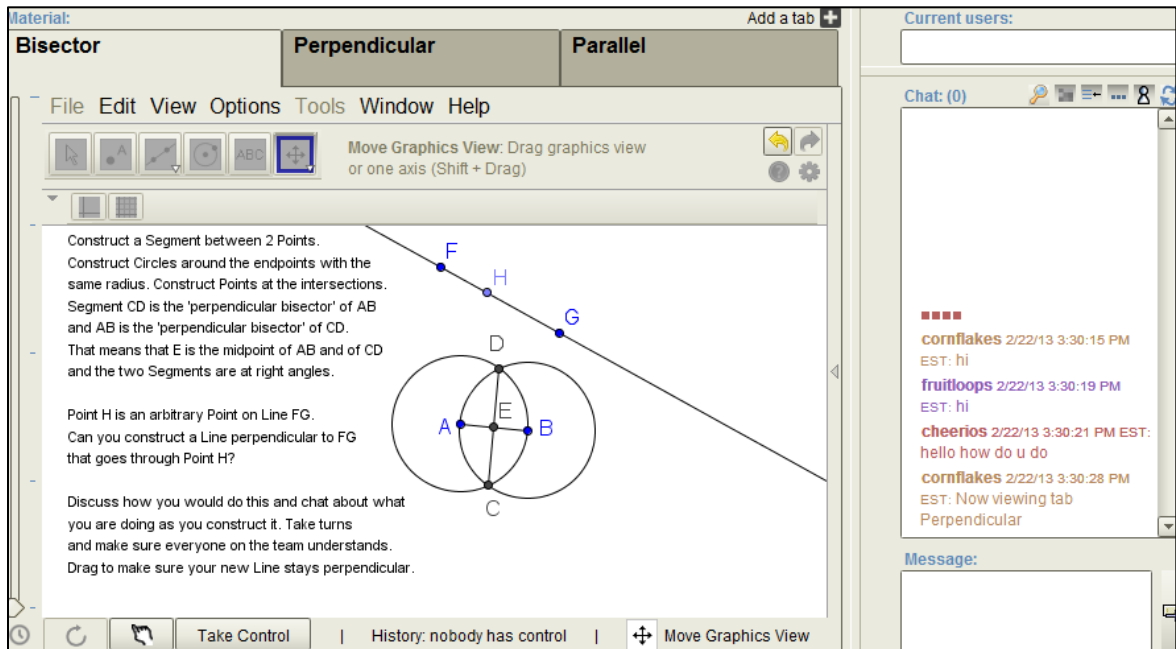 Material:
Add a tab
Bisector
Perpendicular
Parallel
File Edit View Options Tools Window Help
A
ABC
Move Graphics View: Drag graphics view
or one axis (Shift + Drag)
Construct a Segment between 2 Points.
Construct Circles around the endpoints with the
same radius. Construct Points at the intersections.
Segment CD is the 'perpendicular bisector' of AB
and AB is the 'perpendicular bisector' of CD.
That means that E is the midpoint of AB and of CD
and the two Segments are at right angles.
Point H is an arbitrary Point on Line FG.
Can you construct a Line perpendicular to FG
that goes through Point H?
Discuss how you would do this and chat about what
you are doing as you construct it. Take turns
and make sure everyone on the team understands.
Drag to make sure your new Line stays perpendicular.
F
H
G
D
E
A
B
C
Take Control | History: nobody has control | Move Graphics View
Current users:
Chat: (0)
cornflakes 2/22/13 3:30:15 PM
EST: hi
fruitloops 2/22/13 3:30:19 PM
EST: hi
cheerios 2/22/13 3:30:21 PM EST:
hello how do u do
cornflakes 2/22/13 3:30:28 PM
EST: Now viewing tab
Perpendicular
Message: